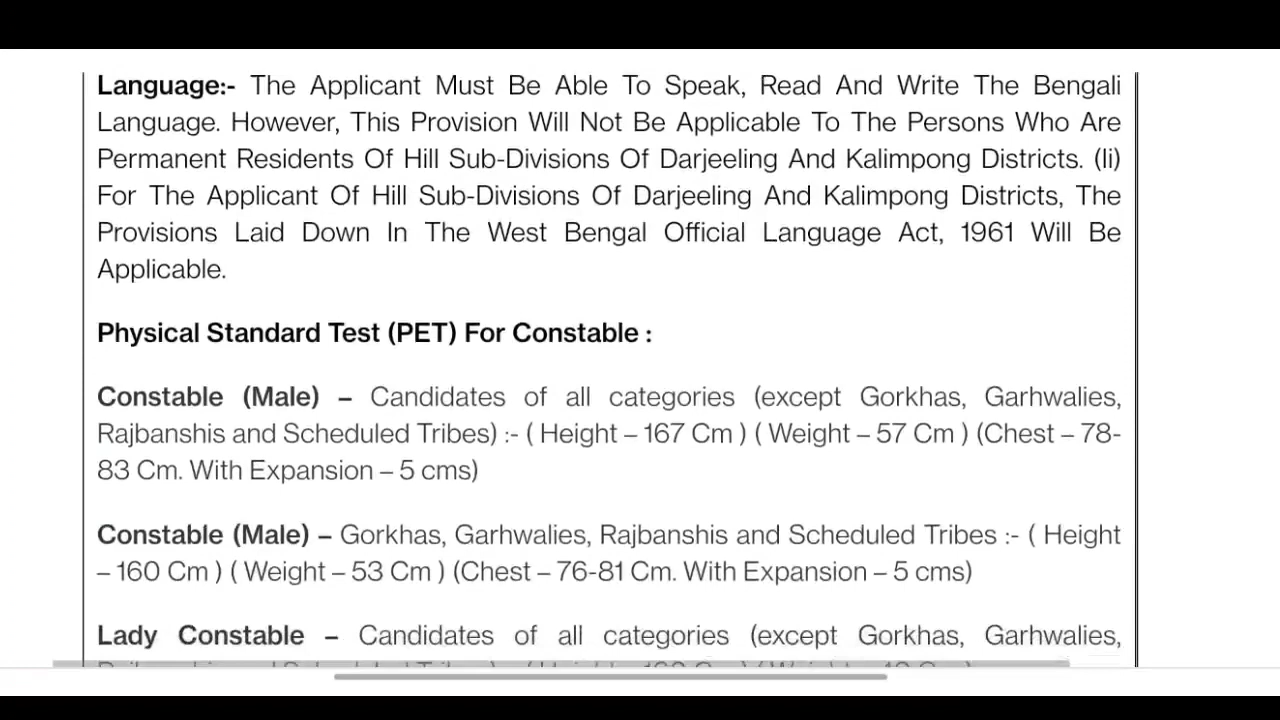 Language:- The Applicant Must Be Able To Speak, Read And Write The Bengali
Language. However, This Provision Will Not Be Applicable To The Persons Who Are
Permanent Residents Of Hill Sub-Divisions Of Darjeeling And Kalimpong Districts. (Ii)
For The Applicant Of Hill Sub-Divisions Of Darjeeling And Kalimpong Districts, The
Provisions Laid Down In The West Bengal Official Language Act, 1961 Will Be
Applicable.
Physical Standard Test (PET) For Constable :
Constable (Male) – Candidates of all categories (except Gorkhas, Garhwalies,
Rajbanshis and Scheduled Tribes) :- ( Height – 167 Cm ) ( Weight – 57 Cm ) (Chest – 78-
83 Cm. With Expansion – 5 cms)
Constable (Male) – Gorkhas, Garhwalies, Rajbanshis and Scheduled Tribes :- ( Height
– 160 Cm ) ( Weight – 53 Cm ) (Chest – 76-81 Cm. With Expansion – 5 cms)
Lady Constable – Candidates of all categories (except Gorkhas, Garhwalies,